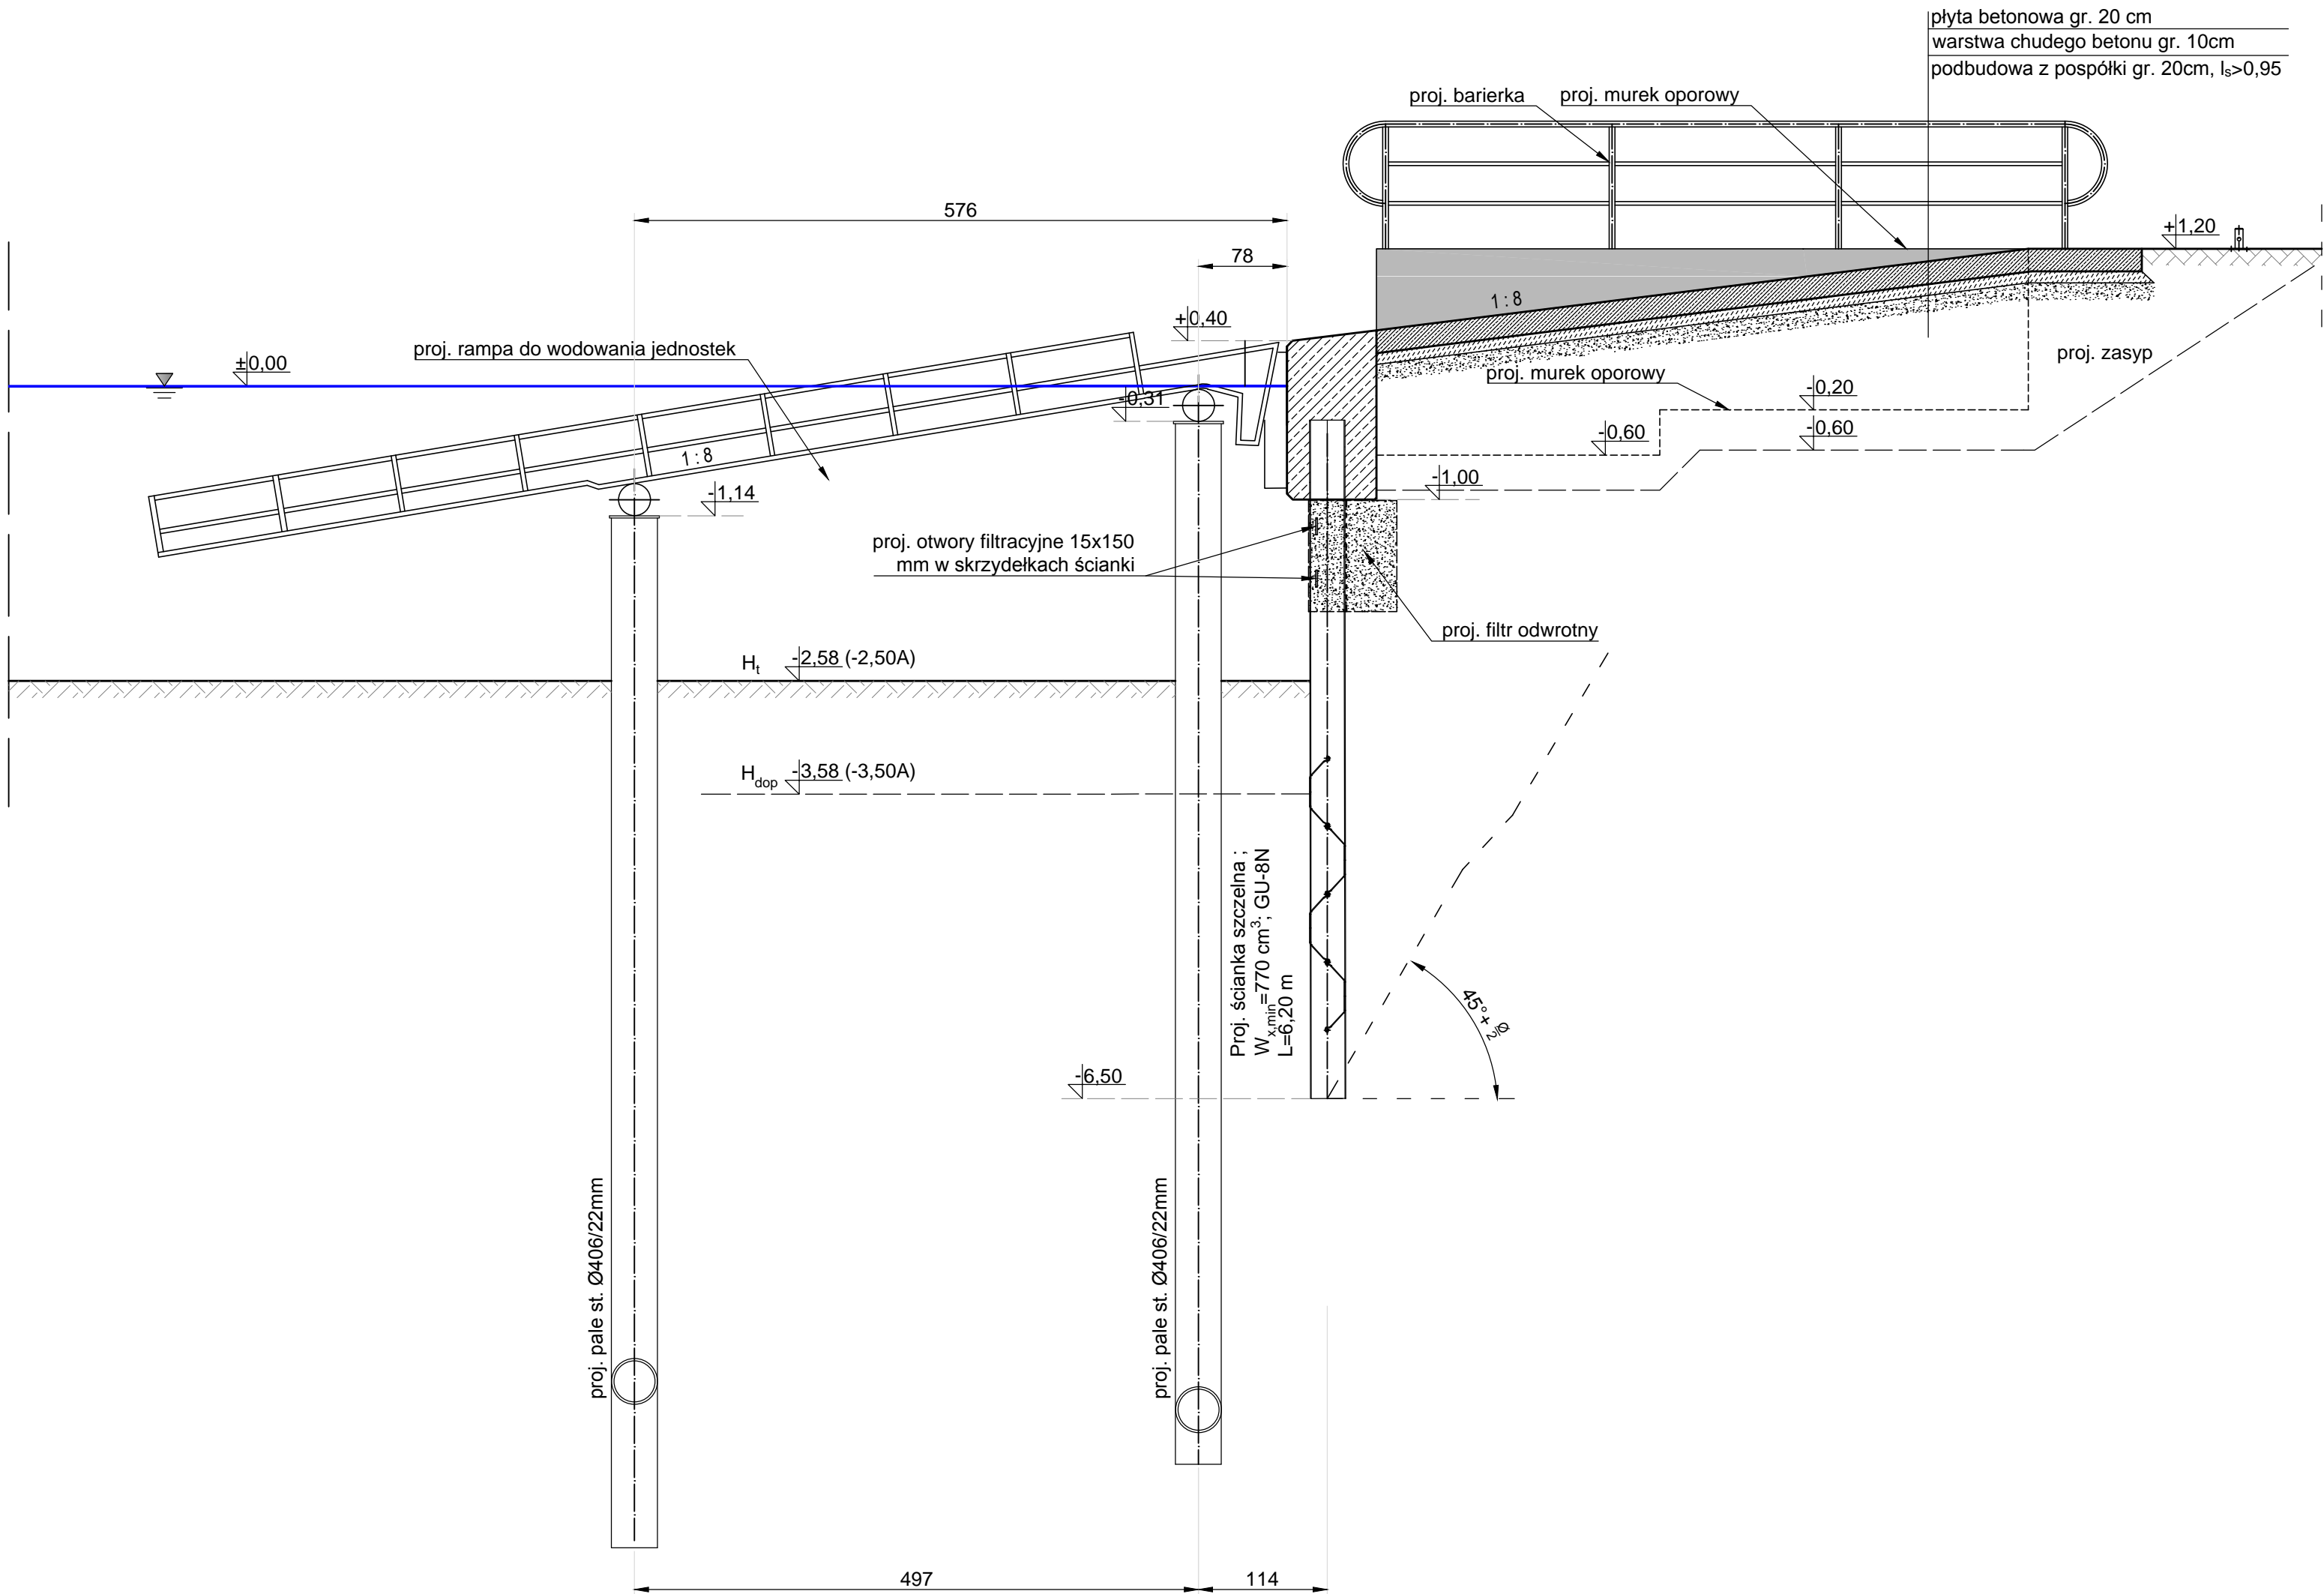 płyta betonowa gr. 20 cm
warstwa chudego betonu gr. 10cm
podbudowa z pospółki gr. 20cm, Iₛ>0,95
proj. barierka
proj. murek oporowy
576
+1,20
78
1 : 8
+0,40
proj. rampa do wodowania jednostek
±0,00
proj. zasyp
proj. murek oporowy
-0,20
-0,31
-0,60
-0,60
1 : 8
-1,00
-1,14
proj. otwory filtracyjne 15x150
mm w skrzydełkach ścianki
proj. filtr odwrotny
Hₜ -2,58 (-2,50A)
H_dop -3,58 (-3,50A)
Proj. ścianka szczelna ;
W_x,min=770 cm³; GU-8N
L=6,20 m
45°+ Ø/2
-6,50
proj. pale st. Ø406/22mm
proj. pale st. Ø406/22mm
497
114